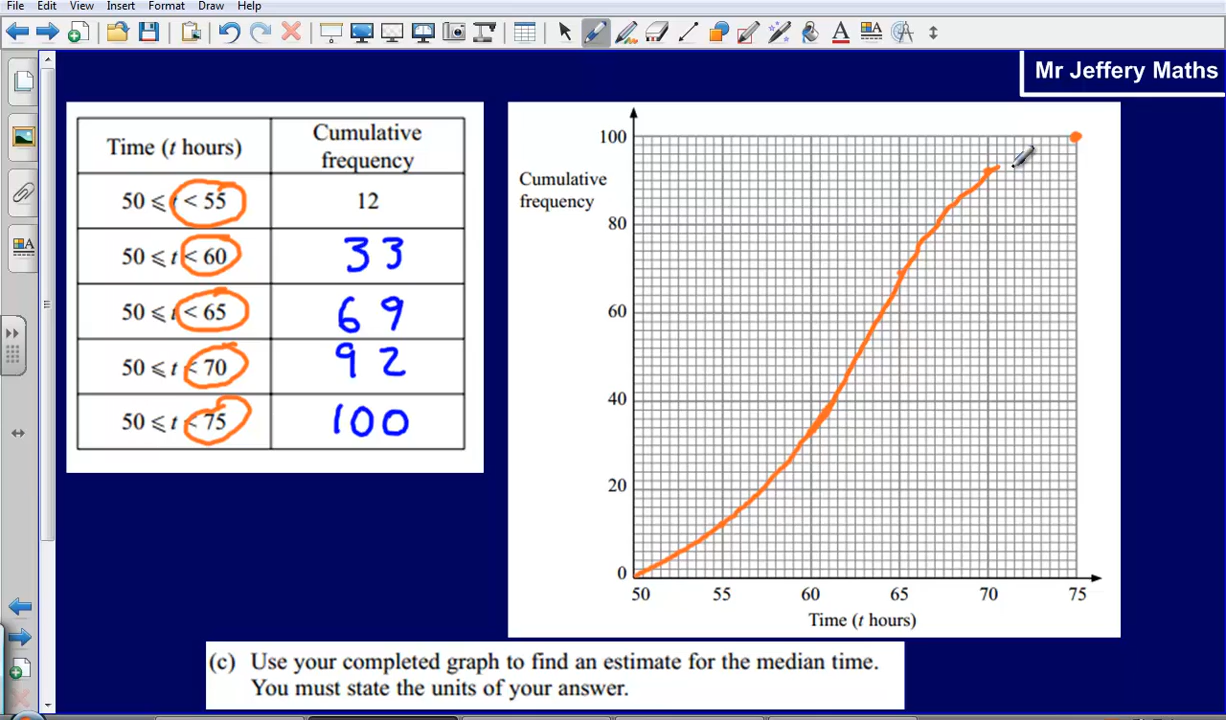 File Edit View Insert Format Draw Help
Mr Jeffery Maths
Time (t hours) Cumulative frequency
50 ⩽ t < 55 12
50 ⩽ t < 60 33
50 ⩽ t < 65 69
50 ⩽ t < 70 92
50 ⩽ t < 75 100
Cumulative
frequency
100
80
60
40
20
0
50 55 60 65 70 75
Time (t hours)
(c) Use your completed graph to find an estimate for the median time.
You must state the units of your answer.